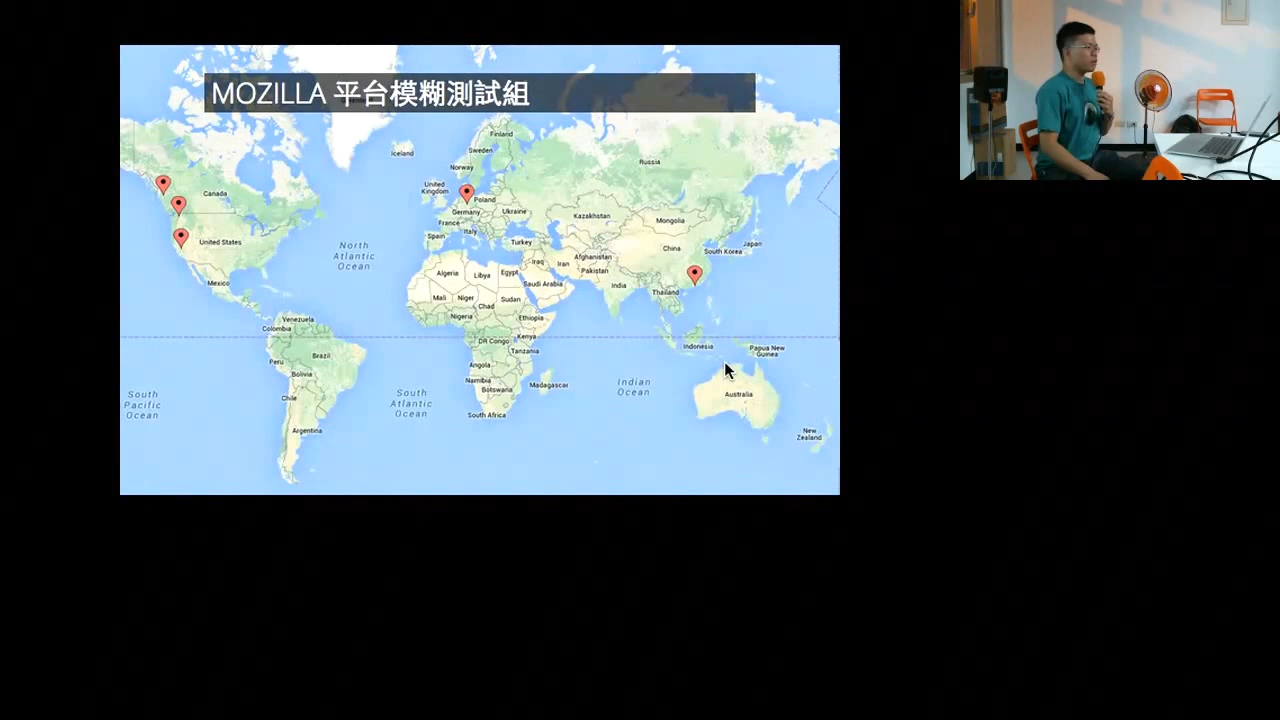 MOZILLA 平台模糊測試組
Finland
Iceland
Sweden
Norway
Russia
United
Kingdom
Canada
Poland
Germany
Ukraine
Kazakhstan
Mongolia
France
Italy
Spain
Turkey
United States
North
Atlantic
Ocean
China
South Korea
Japan
Iraq
Iran
Afghanistan
Pakistan
Algeria
Libya
Egypt
Saudi Arabia
India
Thailand
Mexico
Mali
Niger
Chad
Sudan
Nigeria
Ethiopia
Venezuela
Colombia
DR Congo
Kenya
Tanzania
Indonesia
Papua New
Guinea
Peru
Brazil
Bolivia
Angola
Namibia
Botswana
Madagascar
Indian
Ocean
Australia
Chile
South
Pacific
Ocean
South
Atlantic
Ocean
South Africa
Argentina
New
Zealand